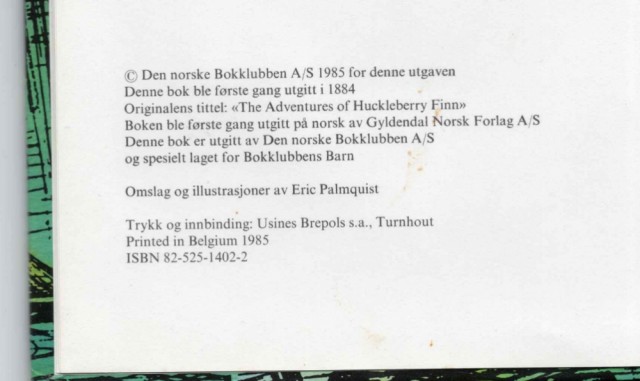 © Den norske Bokklubben A/S 1985 for denne utgaven
Denne bok ble første gang utgitt i 1884
Originalens tittel: «The Adventures of Huckleberry Finn»
Boken ble første gang utgitt på norsk av Gyldendal Norsk Forlag A/S
Denne bok er utgitt av Den norske Bokklubben A/S
og spesielt laget for Bokklubbens Barn
Omslag og illustrasjoner av Eric Palmquist
Trykk og innbinding: Usines Brepols s.a., Turnhout
Printed in Belgium 1985
ISBN 82-525-1402-2